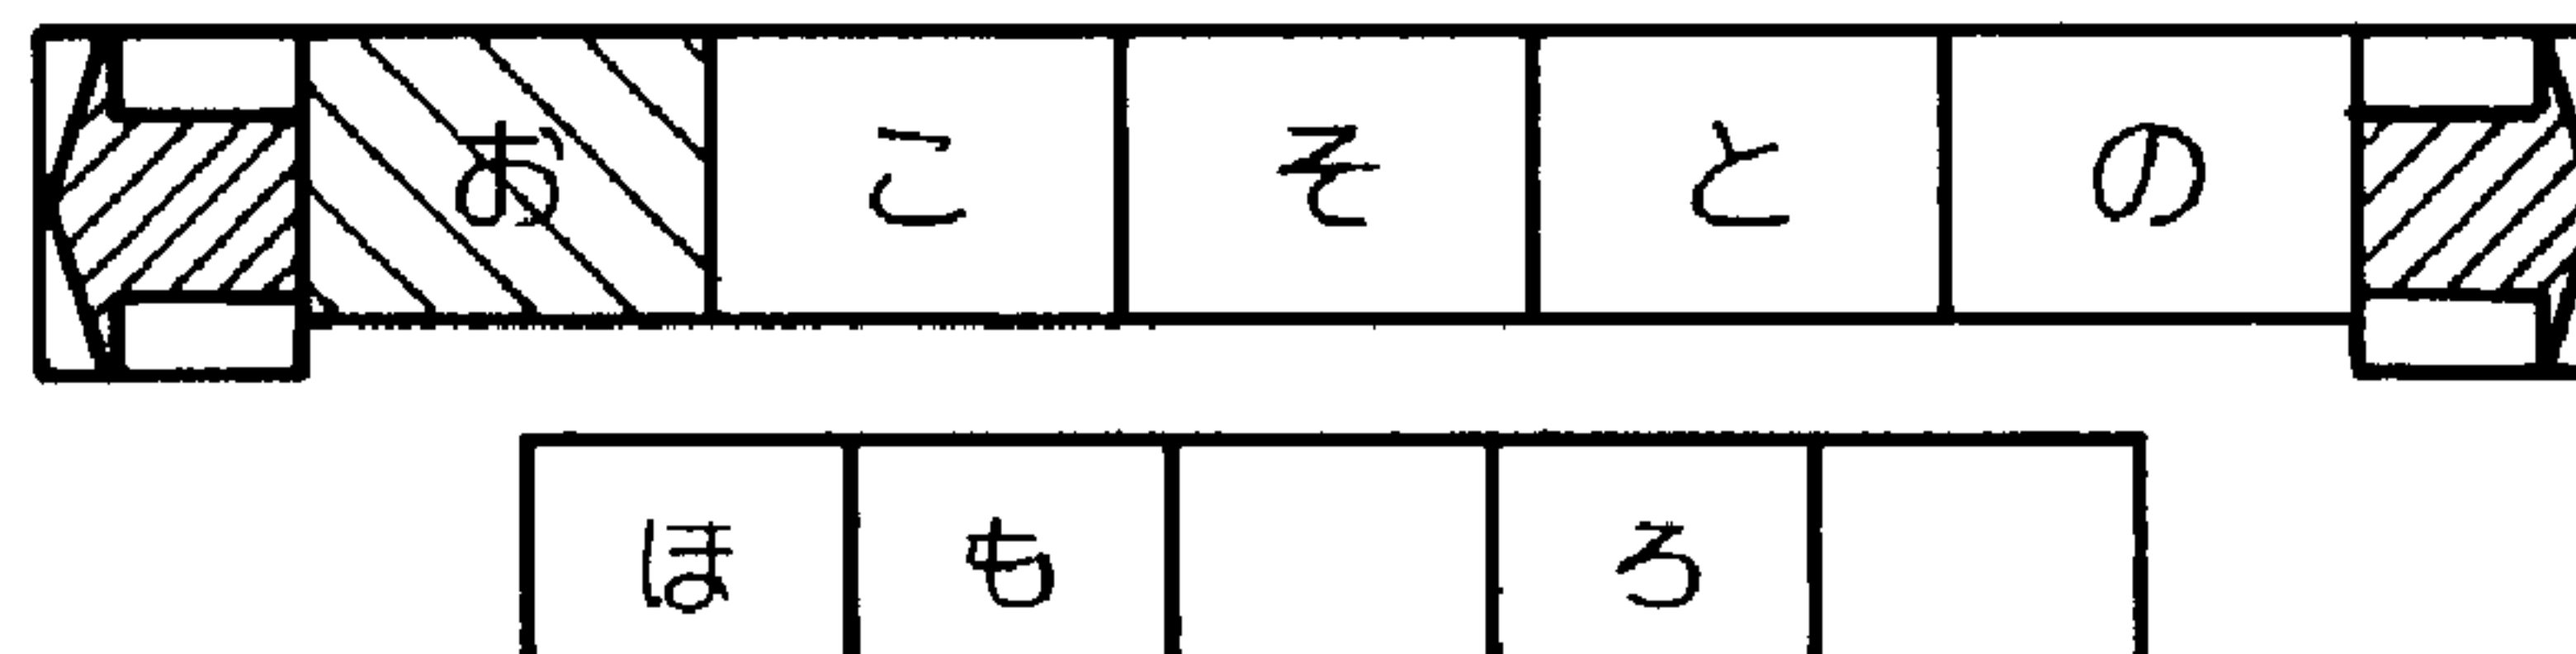 お こ そ と の
ほ も ろ